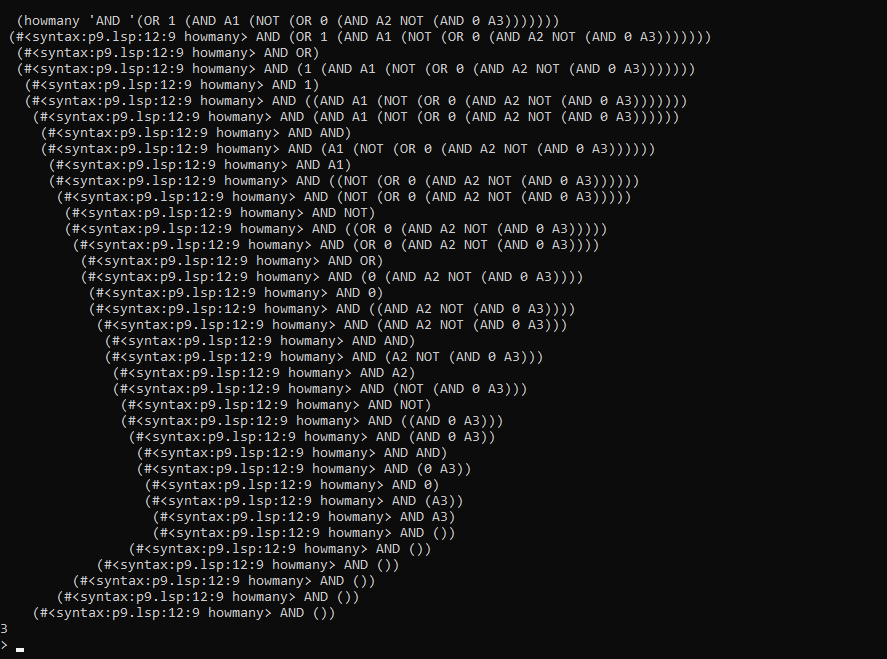 (howmany 'AND '(OR 1 (AND A1 (NOT (OR 0 (AND A2 NOT (AND 0 A3)))))))
(#<syntax:p9.lsp:12:9 howmany> AND (OR 1 (AND A1 (NOT (OR 0 (AND A2 NOT (AND 0 A3)))))))
(#<syntax:p9.lsp:12:9 howmany> AND OR)
(#<syntax:p9.lsp:12:9 howmany> AND (1 (AND A1 (NOT (OR 0 (AND A2 NOT (AND 0 A3)))))))
(#<syntax:p9.lsp:12:9 howmany> AND 1)
(#<syntax:p9.lsp:12:9 howmany> AND ((AND A1 (NOT (OR 0 (AND A2 NOT (AND 0 A3)))))))
(#<syntax:p9.lsp:12:9 howmany> AND (AND A1 (NOT (OR 0 (AND A2 NOT (AND 0 A3))))))
(#<syntax:p9.lsp:12:9 howmany> AND AND)
(#<syntax:p9.lsp:12:9 howmany> AND (A1 (NOT (OR 0 (AND A2 NOT (AND 0 A3))))))
(#<syntax:p9.lsp:12:9 howmany> AND A1)
(#<syntax:p9.lsp:12:9 howmany> AND ((NOT (OR 0 (AND A2 NOT (AND 0 A3))))))
(#<syntax:p9.lsp:12:9 howmany> AND (NOT (OR 0 (AND A2 NOT (AND 0 A3)))))
(#<syntax:p9.lsp:12:9 howmany> AND NOT)
(#<syntax:p9.lsp:12:9 howmany> AND ((OR 0 (AND A2 NOT (AND 0 A3)))))
(#<syntax:p9.lsp:12:9 howmany> AND (OR 0 (AND A2 NOT (AND 0 A3))))
(#<syntax:p9.lsp:12:9 howmany> AND OR)
(#<syntax:p9.lsp:12:9 howmany> AND (0 (AND A2 NOT (AND 0 A3))))
(#<syntax:p9.lsp:12:9 howmany> AND 0)
(#<syntax:p9.lsp:12:9 howmany> AND ((AND A2 NOT (AND 0 A3))))
(#<syntax:p9.lsp:12:9 howmany> AND (AND A2 NOT (AND 0 A3)))
(#<syntax:p9.lsp:12:9 howmany> AND AND)
(#<syntax:p9.lsp:12:9 howmany> AND (A2 NOT (AND 0 A3)))
(#<syntax:p9.lsp:12:9 howmany> AND A2)
(#<syntax:p9.lsp:12:9 howmany> AND (NOT (AND 0 A3)))
(#<syntax:p9.lsp:12:9 howmany> AND NOT)
(#<syntax:p9.lsp:12:9 howmany> AND ((AND 0 A3)))
(#<syntax:p9.lsp:12:9 howmany> AND (AND 0 A3))
(#<syntax:p9.lsp:12:9 howmany> AND AND)
(#<syntax:p9.lsp:12:9 howmany> AND (0 A3))
(#<syntax:p9.lsp:12:9 howmany> AND 0)
(#<syntax:p9.lsp:12:9 howmany> AND (A3))
(#<syntax:p9.lsp:12:9 howmany> AND A3)
(#<syntax:p9.lsp:12:9 howmany> AND ())
(#<syntax:p9.lsp:12:9 howmany> AND ())
(#<syntax:p9.lsp:12:9 howmany> AND ())
(#<syntax:p9.lsp:12:9 howmany> AND ())
(#<syntax:p9.lsp:12:9 howmany> AND ())
(#<syntax:p9.lsp:12:9 howmany> AND ())
3
>